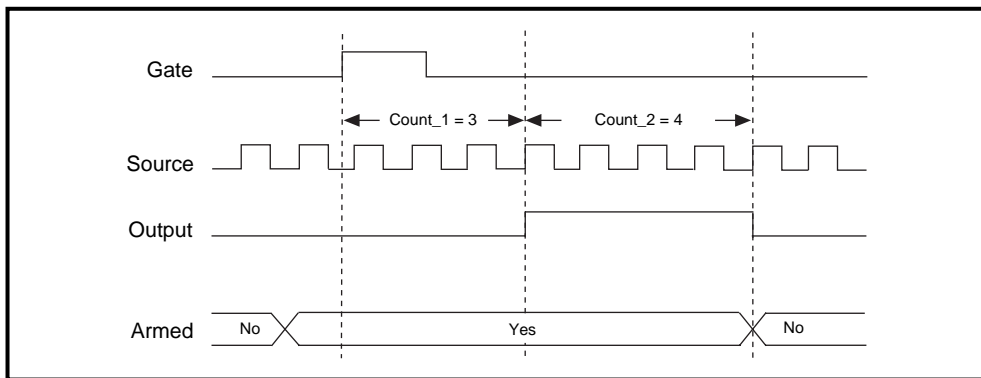 Gate
Count_1 = 3 Count_2 = 4
Source
Output
Armed No Yes No